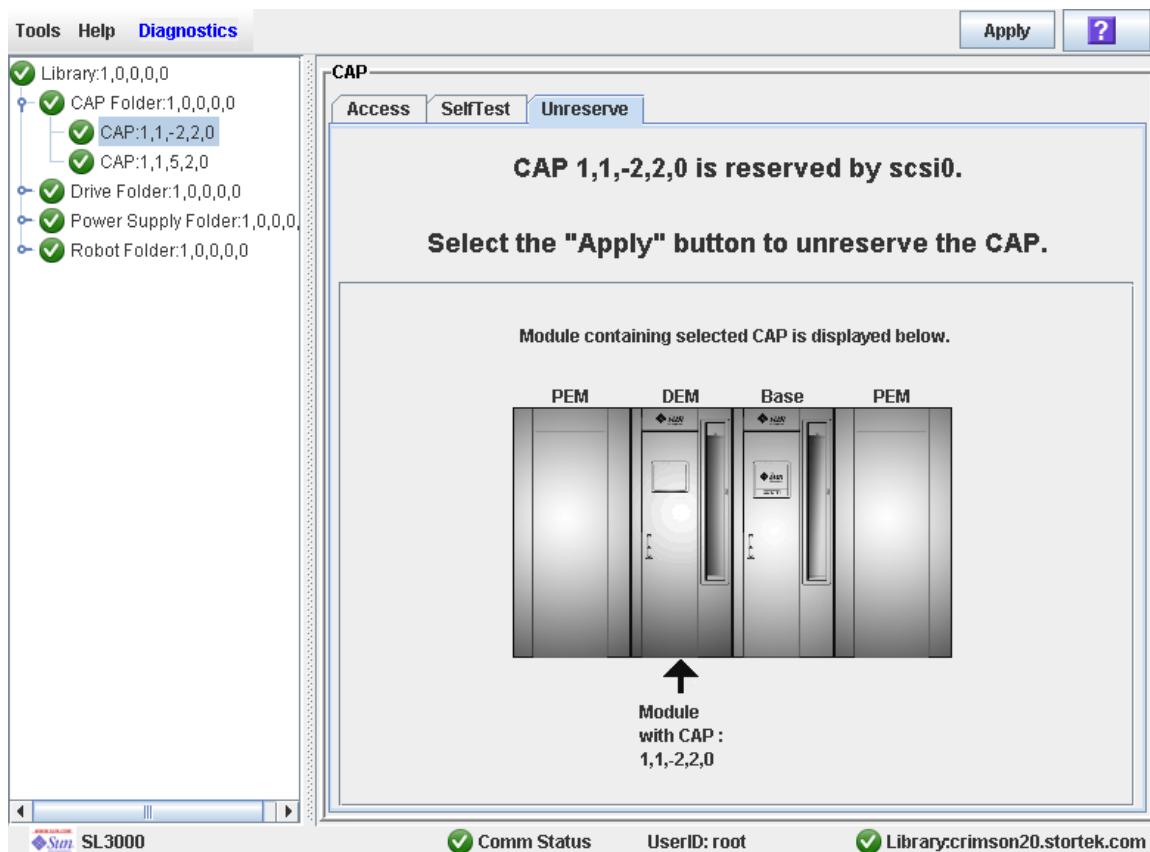 Tools Help Diagnostics
Apply ?
Library:1,0,0,0,0
CAP Folder:1,0,0,0,0
CAP:1,1,-2,2,0
CAP:1,1,5,2,0
Drive Folder:1,0,0,0,0
Power Supply Folder:1,0,0,0,
Robot Folder:1,0,0,0,0
CAP
Access SelfTest Unreserve
CAP 1,1,-2,2,0 is reserved by scsi0.
Select the "Apply" button to unreserve the CAP.
Module containing selected CAP is displayed below.
PEM DEM Base PEM
Sun Sun
Sun
Module
with CAP :
1,1,-2,2,0
Sun SL3000 Comm Status UserID: root Library:crimson20.stortek.com